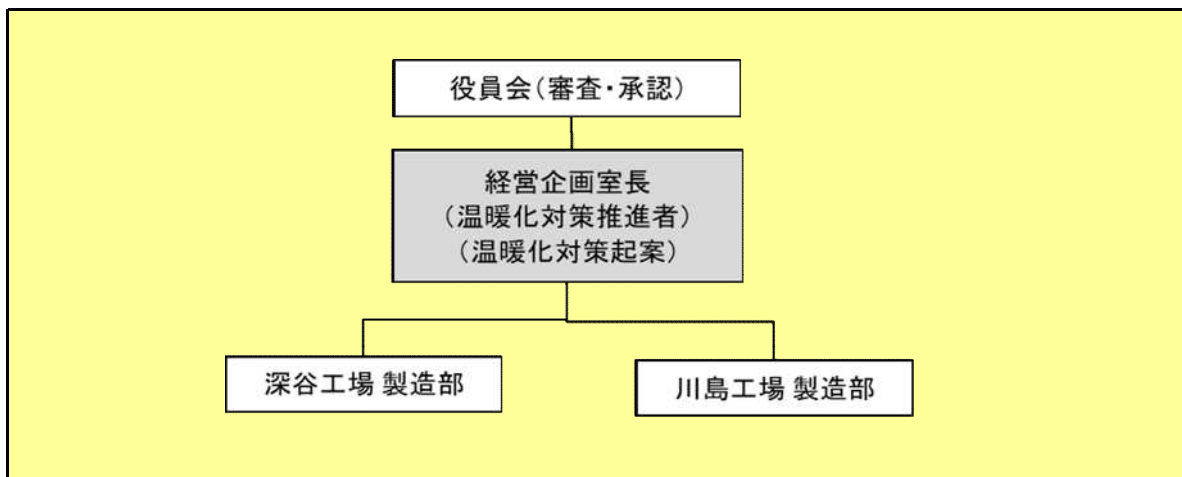 役員会(審査・承認)
経営企画室長
(温暖化対策推進者)
(温暖化対策起案)
深谷工場 製造部
川島工場 製造部